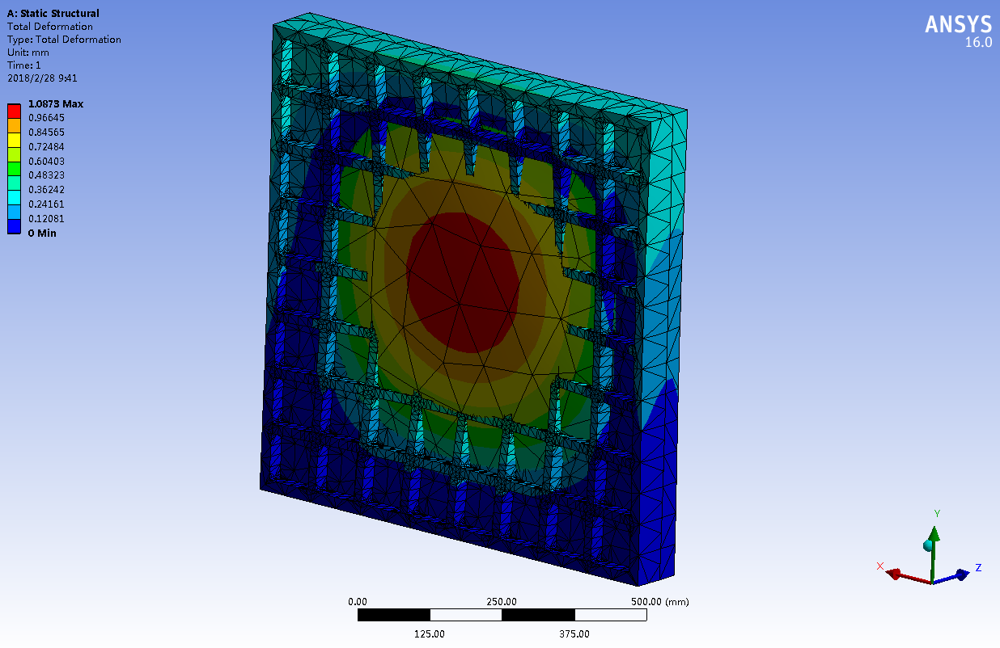 A: Static Structural
Total Deformation
Type: Total Deformation
Unit: mm
Time: 1
2018/2/28 9:41
1.0873 Max
0.96645
0.84565
0.72484
0.60403
0.48323
0.36242
0.24161
0.12081
0 Min
ANSYS
16.0
Y
X
Z
0.00
250.00
500.00 (mm)
125.00
375.00